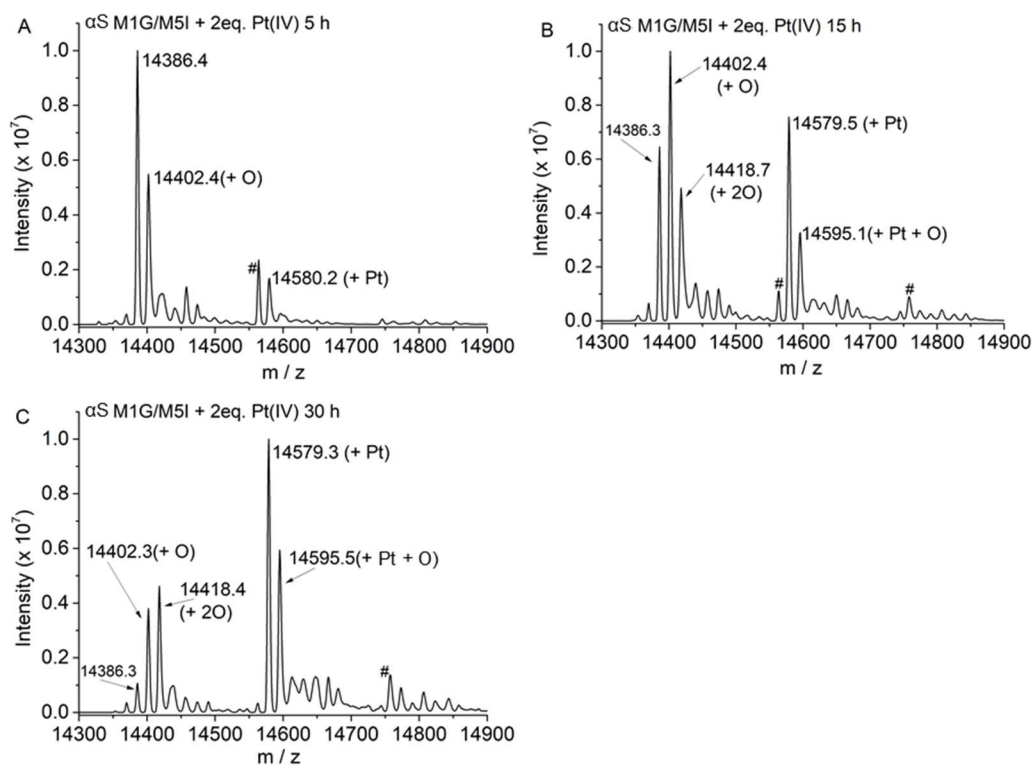 A
αS M1G/M5I + 2eq. Pt(IV) 5 h
Intensity (x 10⁷)
1.0
0.8
0.6
0.4
0.2
0.0
14386.4
14402.4(+ O)
#
14580.2 (+ Pt)
14300 14400 14500 14600 14700 14800 14900
m / z
B
αS M1G/M5I + 2eq. Pt(IV) 15 h
Intensity (x 10⁷)
1.0
0.8
0.6
0.4
0.2
0.0
14402.4
(+ O)
14386.3
14418.7
(+ 2O)
14579.5 (+ Pt)
14595.1(+ Pt + O)
#
#
14300 14400 14500 14600 14700 14800 14900
m / z
C
αS M1G/M5I + 2eq. Pt(IV) 30 h
Intensity (x 10⁷)
1.0
0.8
0.6
0.4
0.2
0.0
14402.3(+ O)
14418.4
(+ 2O)
14386.3
14579.3 (+ Pt)
14595.5(+ Pt + O)
#
14300 14400 14500 14600 14700 14800 14900
m / z